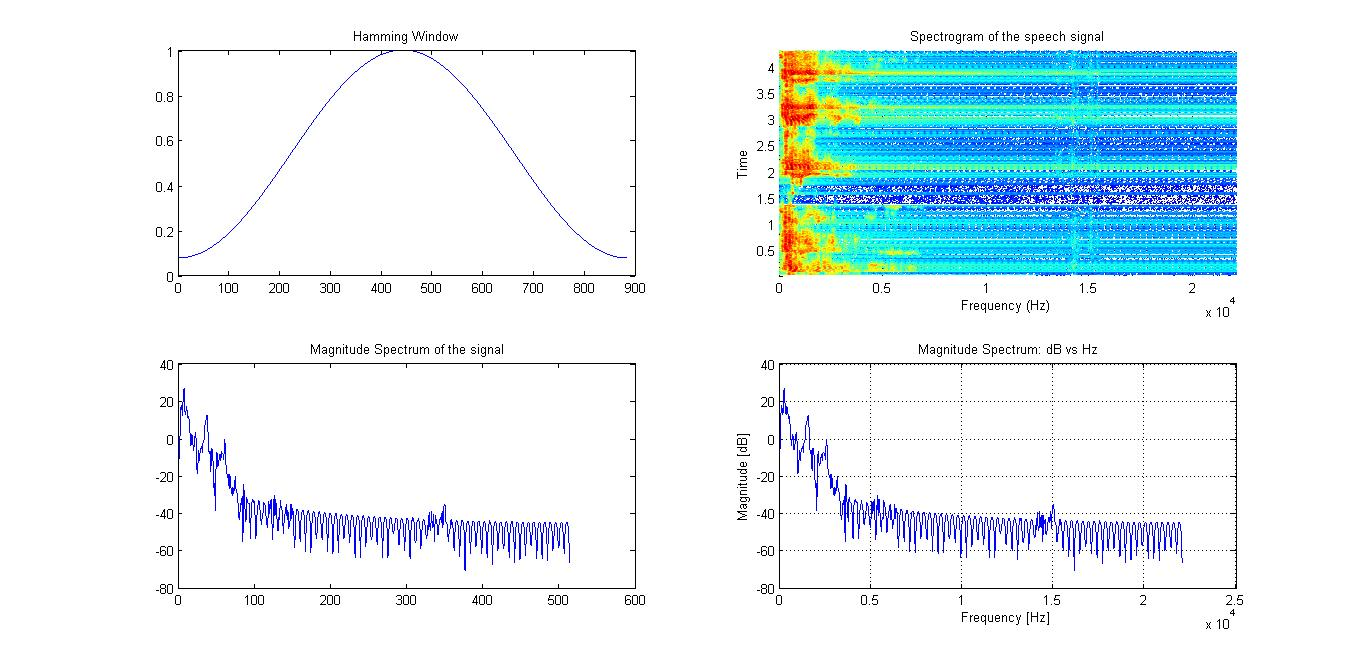 Hamming Window
1
0.8
0.6
0.4
0.2
0
0 100 200 300 400 500 600 700 800 900
Spectrogram of the speech signal
Time
4
3.5
3
2.5
2
1.5
1
0.5
0 0.5 1 1.5 2
x 10^4
Frequency (Hz)
Magnitude Spectrum of the signal
40
20
0
-20
-40
-60
-80
0 100 200 300 400 500 600
Magnitude Spectrum: dB vs Hz
Magnitude [dB]
40
20
0
-20
-40
-60
-80
0 0.5 1 1.5 2 2.5
x 10^4
Frequency [Hz]